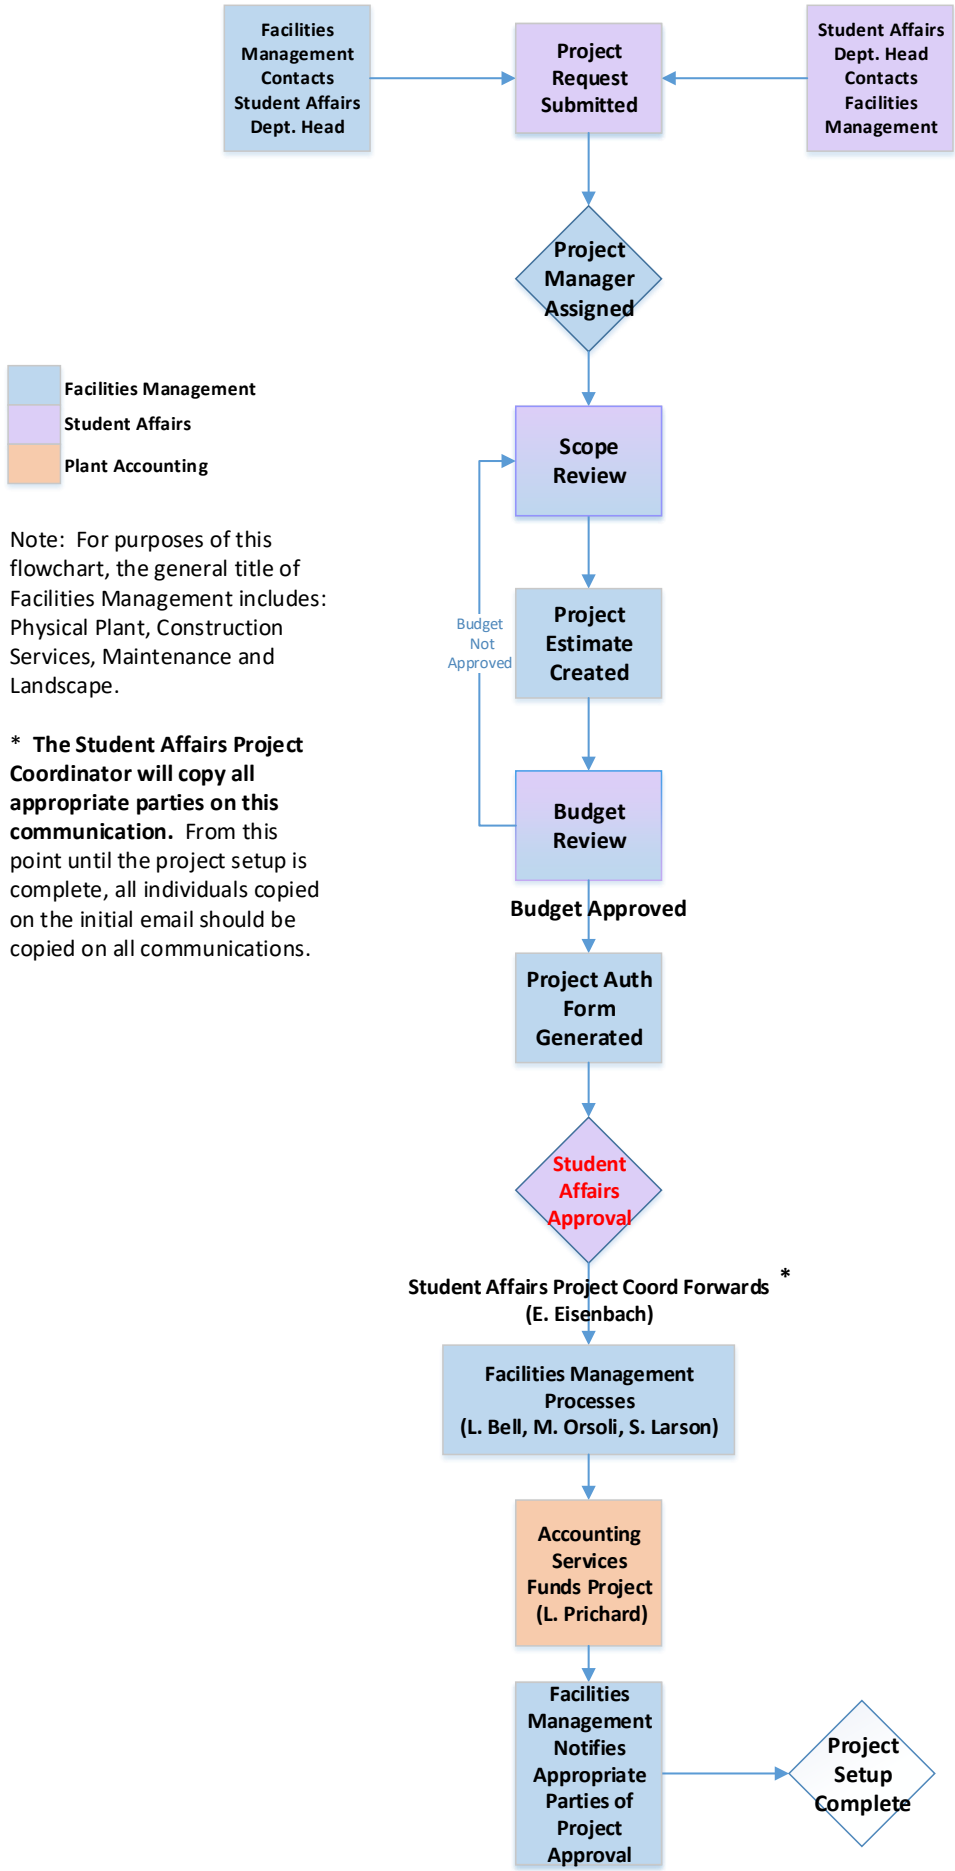 Facilities
Management
Contacts
Student Affairs
Dept. Head
Project
Request
Submitted
Student Affairs
Dept. Head
Contacts
Facilities
Management
Project
Manager
Assigned
Facilities Management
Student Affairs
Plant Accounting
Note:  For purposes of this
flowchart, the general title of
Facilities Management includes:
Physical Plant, Construction
Services, Maintenance and
Landscape.
*  The Student Affairs Project
Coordinator will copy all
appropriate parties on this
communication.  From this
point until the project setup is
complete, all individuals copied
on the initial email should be
copied on all communications.
Scope
Review
Project
Estimate
Created
Budget
Not
Approved
Budget
Review
Budget Approved
Project Auth
Form
Generated
Student
Affairs
Approval
Student Affairs Project Coord Forwards *
(E. Eisenbach)
Facilities Management
Processes
(L. Bell, M. Orsoli, S. Larson)
Accounting
Services
Funds Project
(L. Prichard)
Facilities
Management
Notifies
Appropriate
Parties of
Project
Approval
Project
Setup
Complete